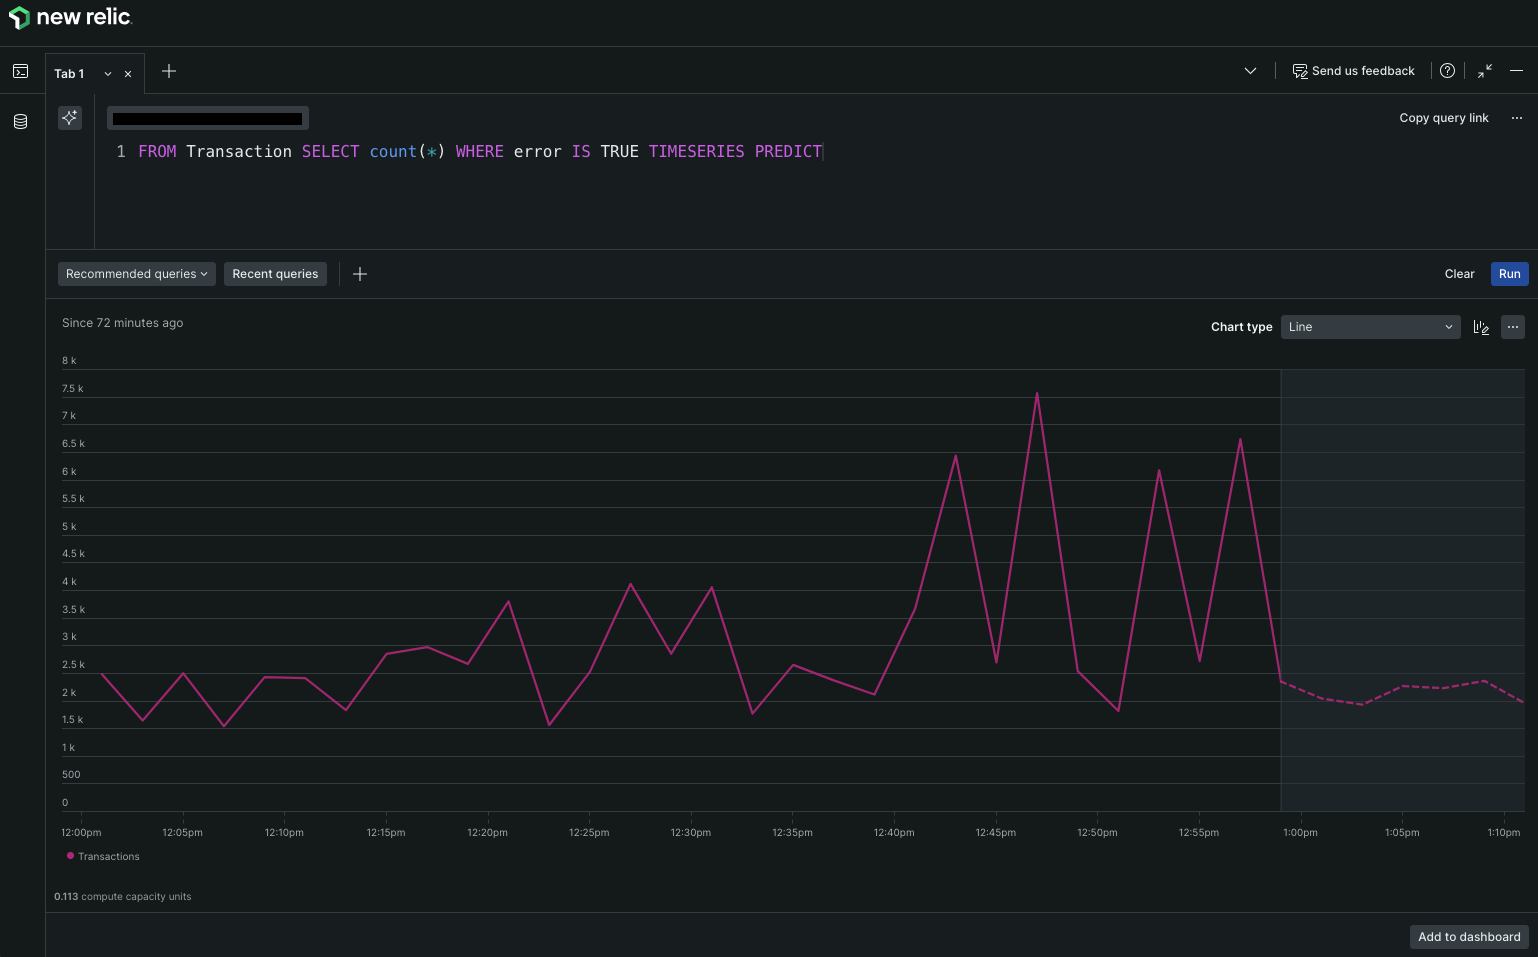 new relic
Tab 1
Send us feedback
Copy query link
1 FROM Transaction SELECT count(*) WHERE error IS TRUE TIMESERIES PREDICT
Recommended queries
Recent queries
Clear
Run
Since 72 minutes ago
Chart type
Line
8 k
7.5 k
7 k
6.5 k
6 k
5.5 k
5 k
4.5 k
4 k
3.5 k
3 k
2.5 k
2 k
1.5 k
1 k
500
0
12:00pm 12:05pm 12:10pm 12:15pm 12:20pm 12:25pm 12:30pm 12:35pm 12:40pm 12:45pm 12:50pm 12:55pm 1:00pm 1:05pm 1:10pm
Transactions
0.113 compute capacity units
Add to dashboard